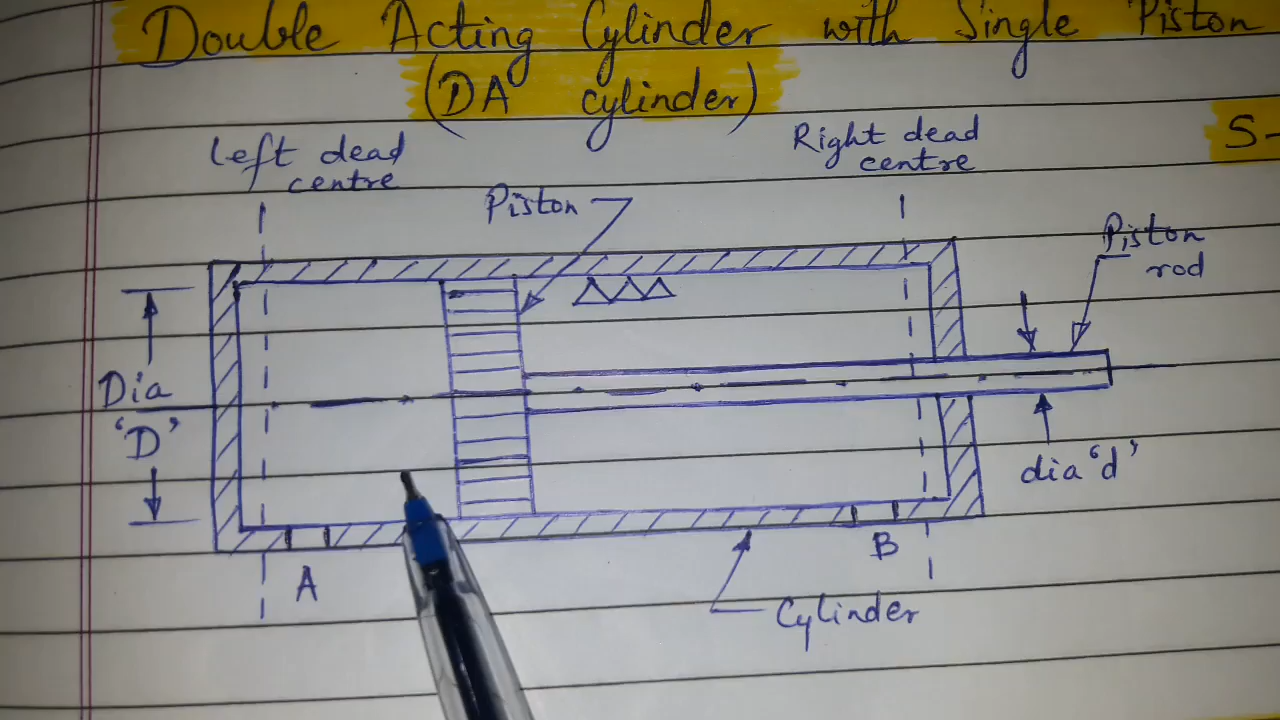 Double Acting Cylinder with Single Piston
(DA cylinder)
S-
Left dead
centre
Right dead
centre
Piston
Piston
rod
Dia
'D'
dia 'd'
A
B
Cylinder